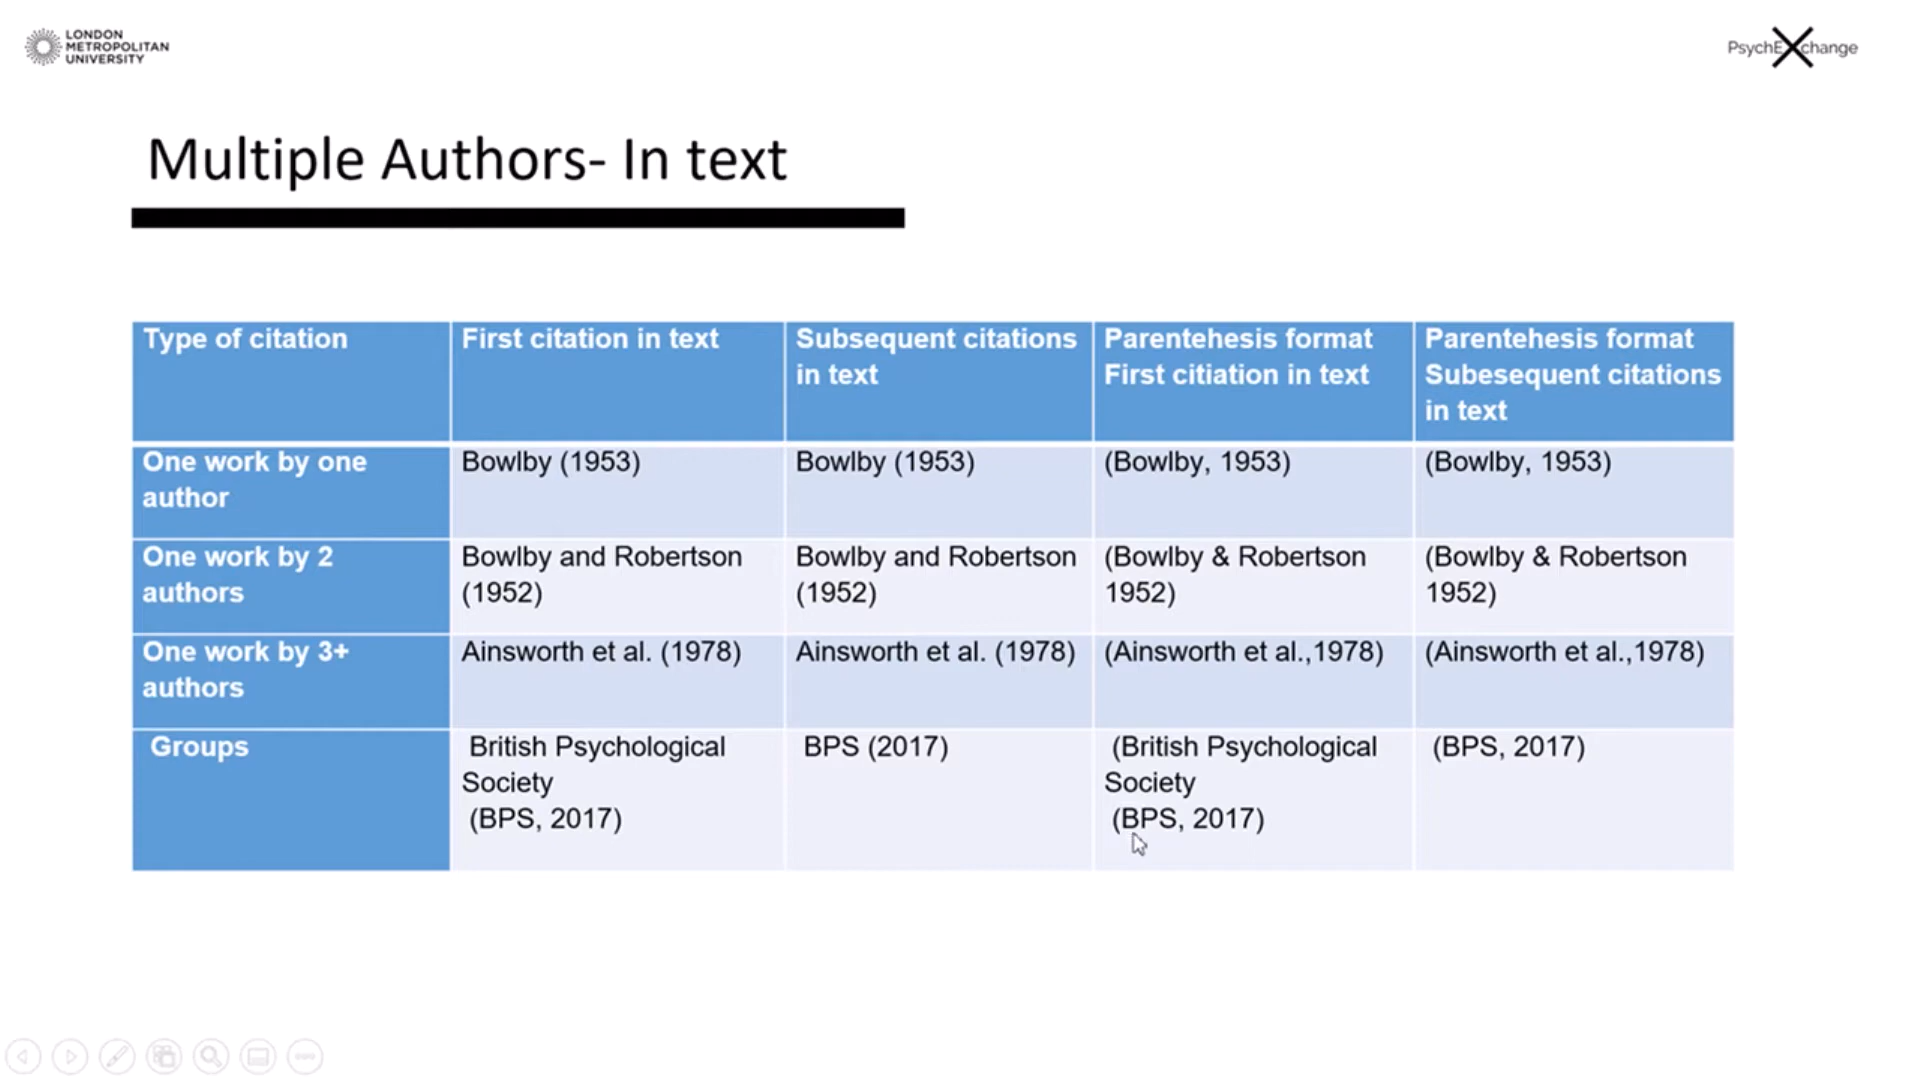 LONDON
METROPOLITAN
UNIVERSITY
PsychEXchange
Multiple Authors- In text
Type of citation
First citation in text
Subsequent citations
in text
Parentehesis format
First citiation in text
Parentehesis format
Subesequent citations
in text
One work by one
author
Bowlby (1953)
Bowlby (1953)
(Bowlby, 1953)
(Bowlby, 1953)
One work by 2
authors
Bowlby and Robertson
(1952)
Bowlby and Robertson
(1952)
(Bowlby & Robertson
1952)
(Bowlby & Robertson
1952)
One work by 3+
authors
Ainsworth et al. (1978)
Ainsworth et al. (1978)
(Ainsworth et al.,1978)
(Ainsworth et al.,1978)
Groups
British Psychological
Society
(BPS, 2017)
BPS (2017)
(British Psychological
Society
(BPS, 2017)
(BPS, 2017)